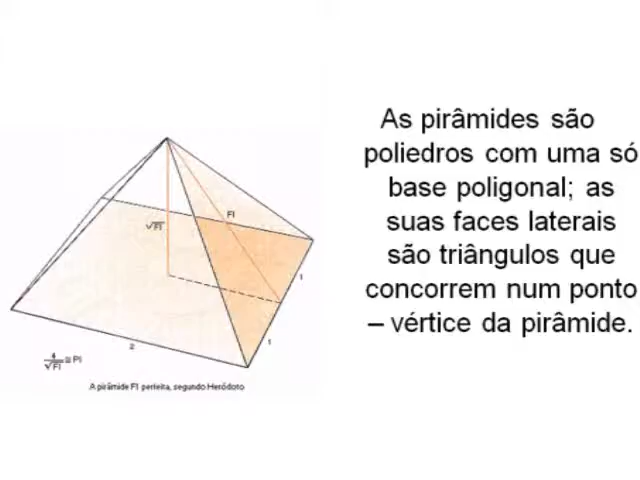 As pirâmides são
poliedros com uma só
base poligonal; as
suas faces laterais
são triângulos que
concorrem num ponto
– vértice da pirâmide.
FI
√FI
1
1
2
4/√FI ≅ PI
A pirâmide FI perfeita, segundo Heródoto